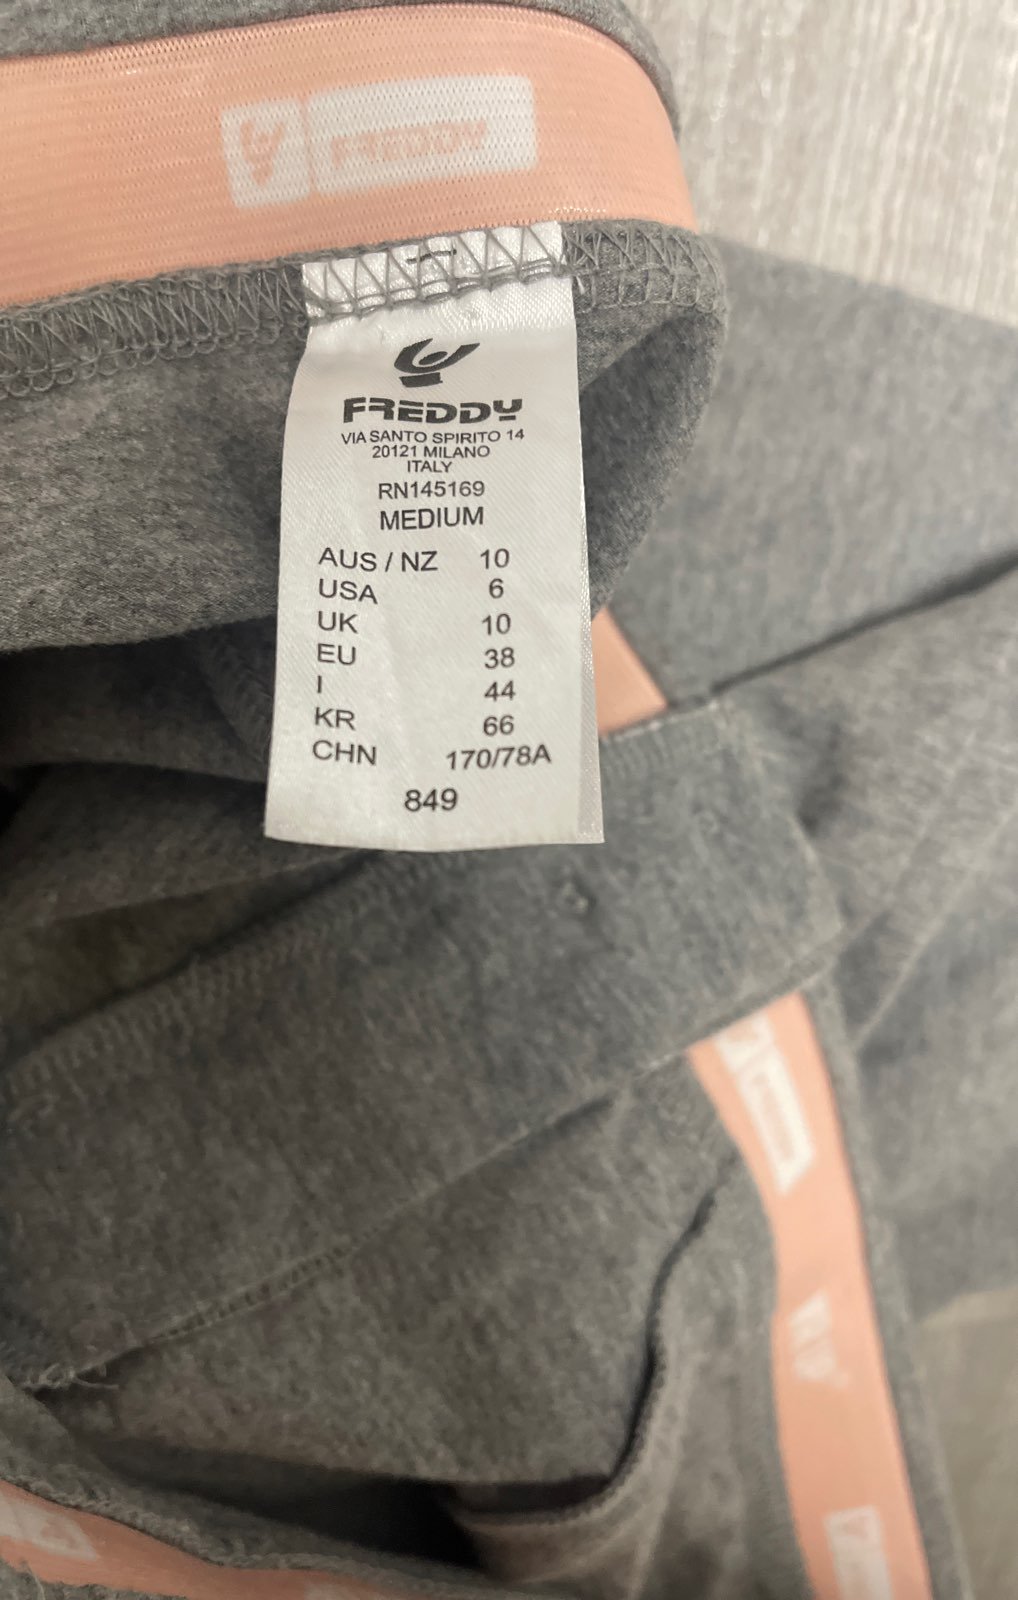 FREDDY
FREDDY
VIA SANTO SPIRITO 14
20121 MILANO
ITALY
RN145169
MEDIUM
AUS / NZ 10
USA 6
UK 10
EU 38
I 44
KR 66
CHN 170/78A
849